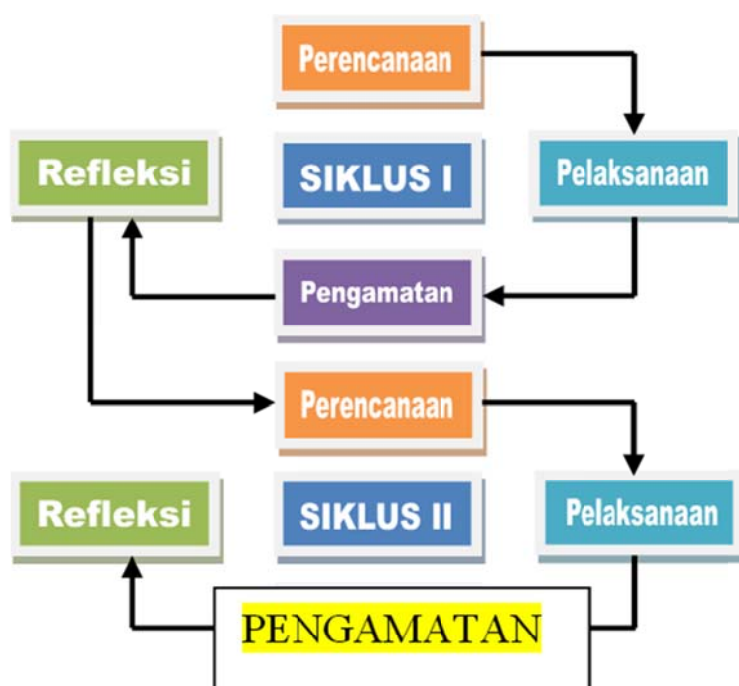 Perencanaan
Refleksi
SIKLUS I
Pelaksanaan
Pengamatan
Perencanaan
Refleksi
SIKLUS II
Pelaksanaan
PENGAMATAN